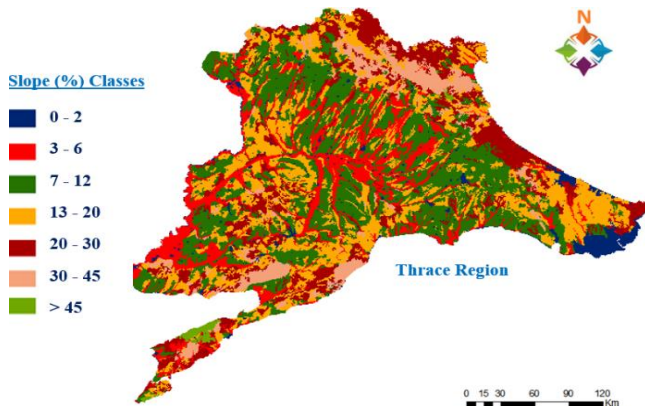 N
Slope (%) Classes
0 - 2
3 - 6
7 - 12
13 - 20
20 - 30
30 - 45
> 45
Thrace Region
0 15 30 60 90 120
Km